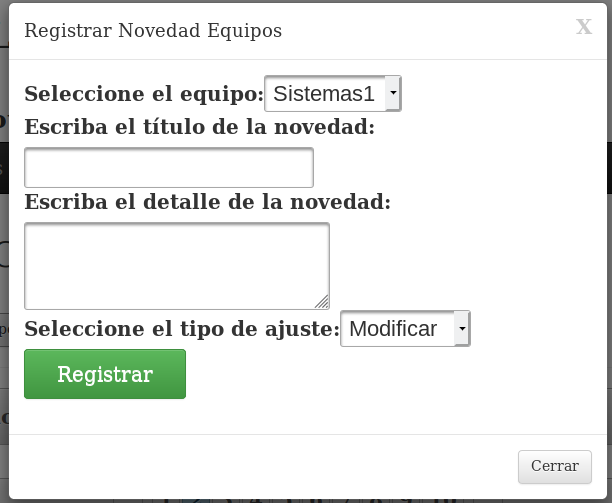 Registrar Novedad Equipos
X
Seleccione el equipo: Sistemas1
Escriba el título de la novedad:
Escriba el detalle de la novedad:
Seleccione el tipo de ajuste: Modificar
Registrar
Cerrar